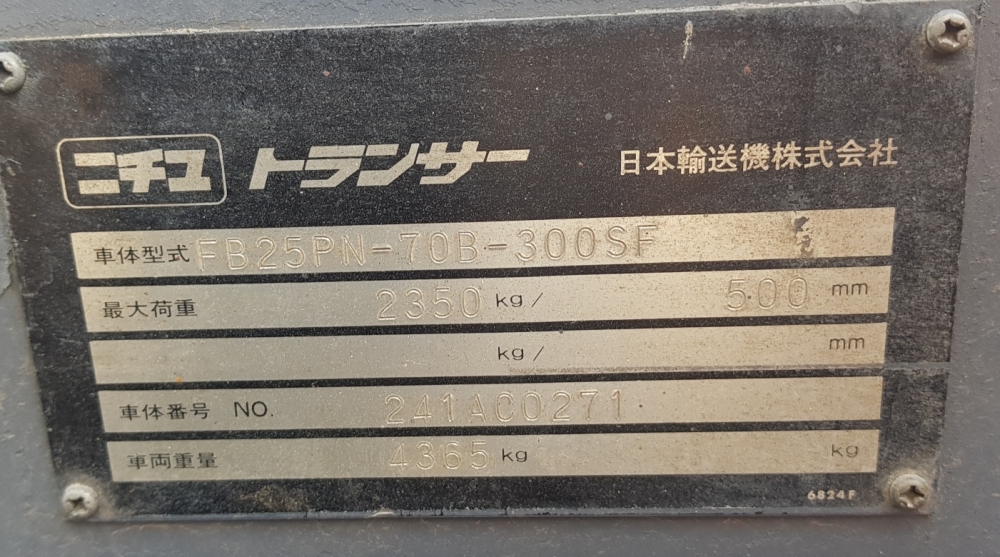 ニチユ トランサー 日本輸送機株式会社
車体型式 FB25PN-70B-300SF
最大荷重 2350 kg/ 500 mm
kg/ mm
車体番号 NO. 241AC0271
車両重量 4365 kg kg
6824F